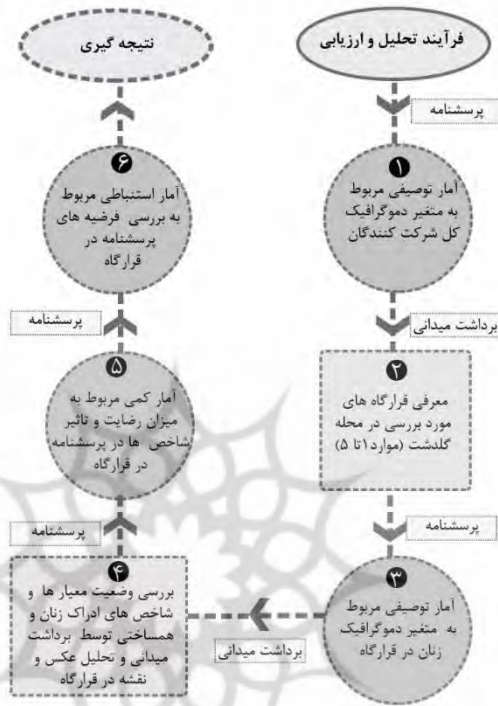 فرآیند تحلیل و ارزیابی
پرسشنامه
۱
آمار توصیفی مربوط
به متغیر دموگرافیک
کل شرکت کنندگان
برداشت میدانی
۲
معرفی قرارگاه های
مورد بررسی در محله
گلدشت (موارد۱تا ۵)
پرسشنامه
۳
آمار توصیفی مربوط
به متغیر دموگرافیک
زنان در قرارگاه
برداشت میدانی
۴
بررسی وضعیت معیار ها و
شاخص های ادراک زنان و
همساختی توسط برداشت
میدانی و تحلیل عکس و
نقشه در قرارگاه
پرسشنامه
۵
آمار کمی مربوط به
میزان رضایت و تاثیر
شاخص ها در پرسشنامه
در قرارگاه
پرسشنامه
۶
آمار استنباطی مربوط
به بررسی فرضیه های
پرسشنامه در
قرارگاه
نتیجه گیری